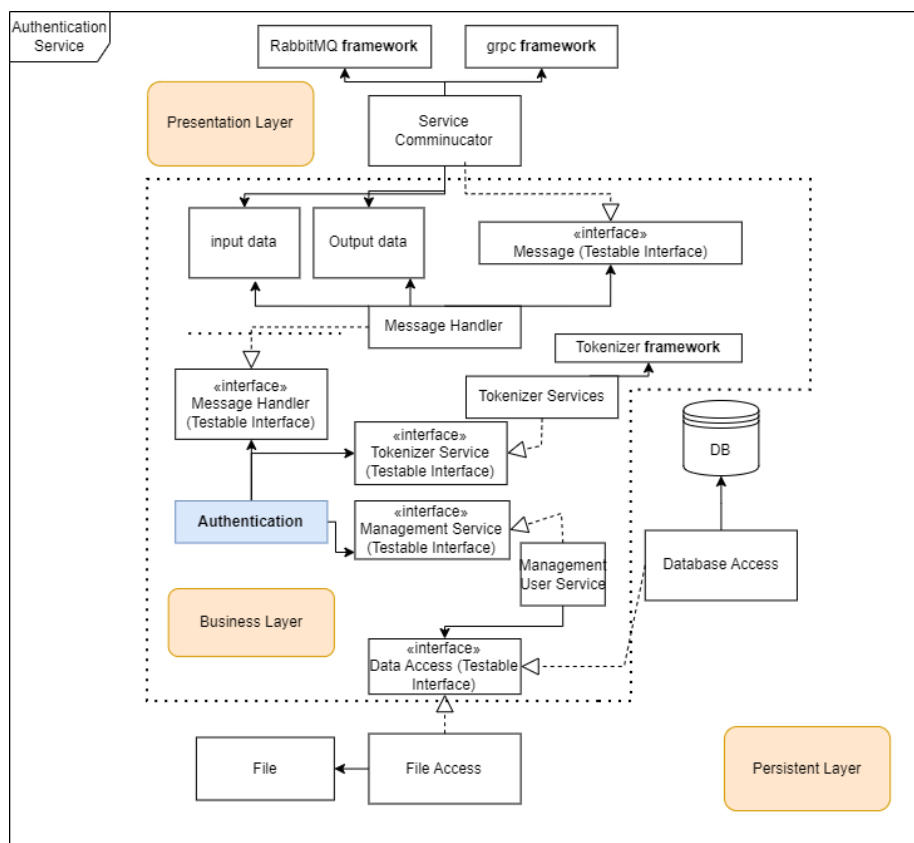 Authentication
Service
RabbitMQ framework
grpc framework
Presentation Layer
Service
Comminucator
input data
Output data
«interface»
Message (Testable Interface)
Message Handler
Tokenizer framework
«interface»
Message Handler
(Testable Interface)
Tokenizer Services
«interface»
Tokenizer Service
(Testable Interface)
DB
Authentication
«interface»
Management Service
(Testable Interface)
Management
User Service
Database Access
Business Layer
«interface»
Data Access (Testable
Interface)
File
File Access
Persistent Layer